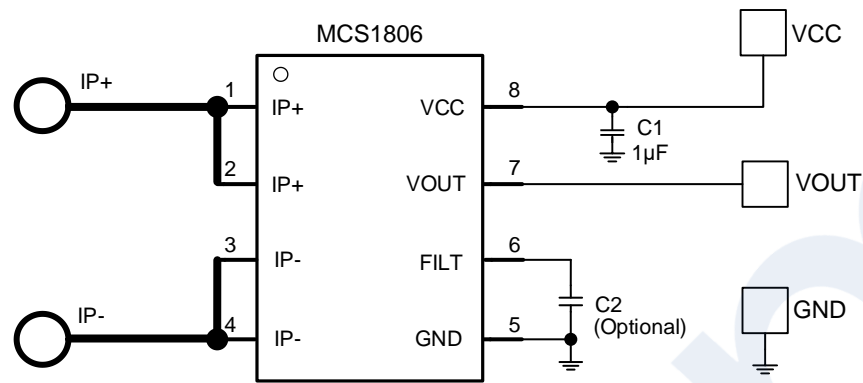 MCS1806
VCC
IP+
1
IP+
VCC
8
C1
1µF
2
IP+
VOUT
7
VOUT
3
IP-
FILT
6
C2
(Optional)
IP-
4
IP-
GND
5
GND